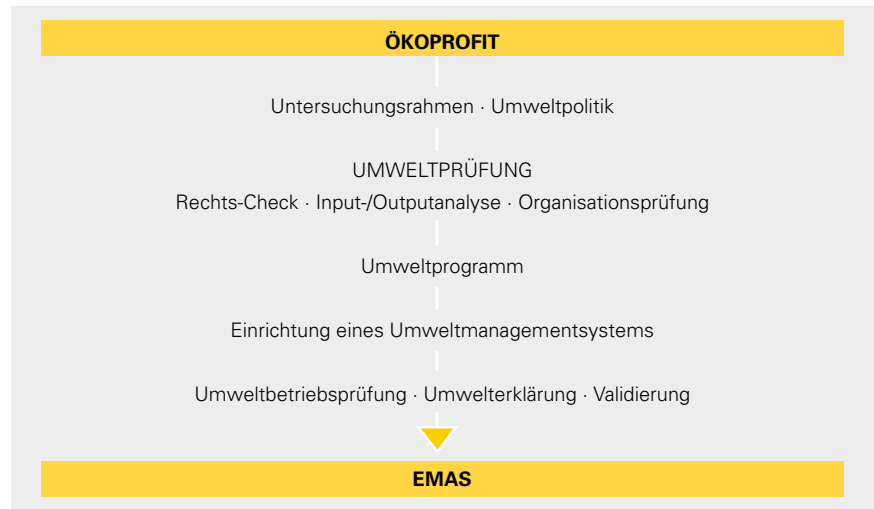 ÖKOPROFIT
Untersuchungsrahmen · Umweltpolitik
UMWELTPRÜFUNG
Rechts-Check · Input-/Outputanalyse · Organisationsprüfung
Umweltprogramm
Einrichtung eines Umweltmanagementsystems
Umweltbetriebsprüfung · Umwelterklärung · Validierung
EMAS